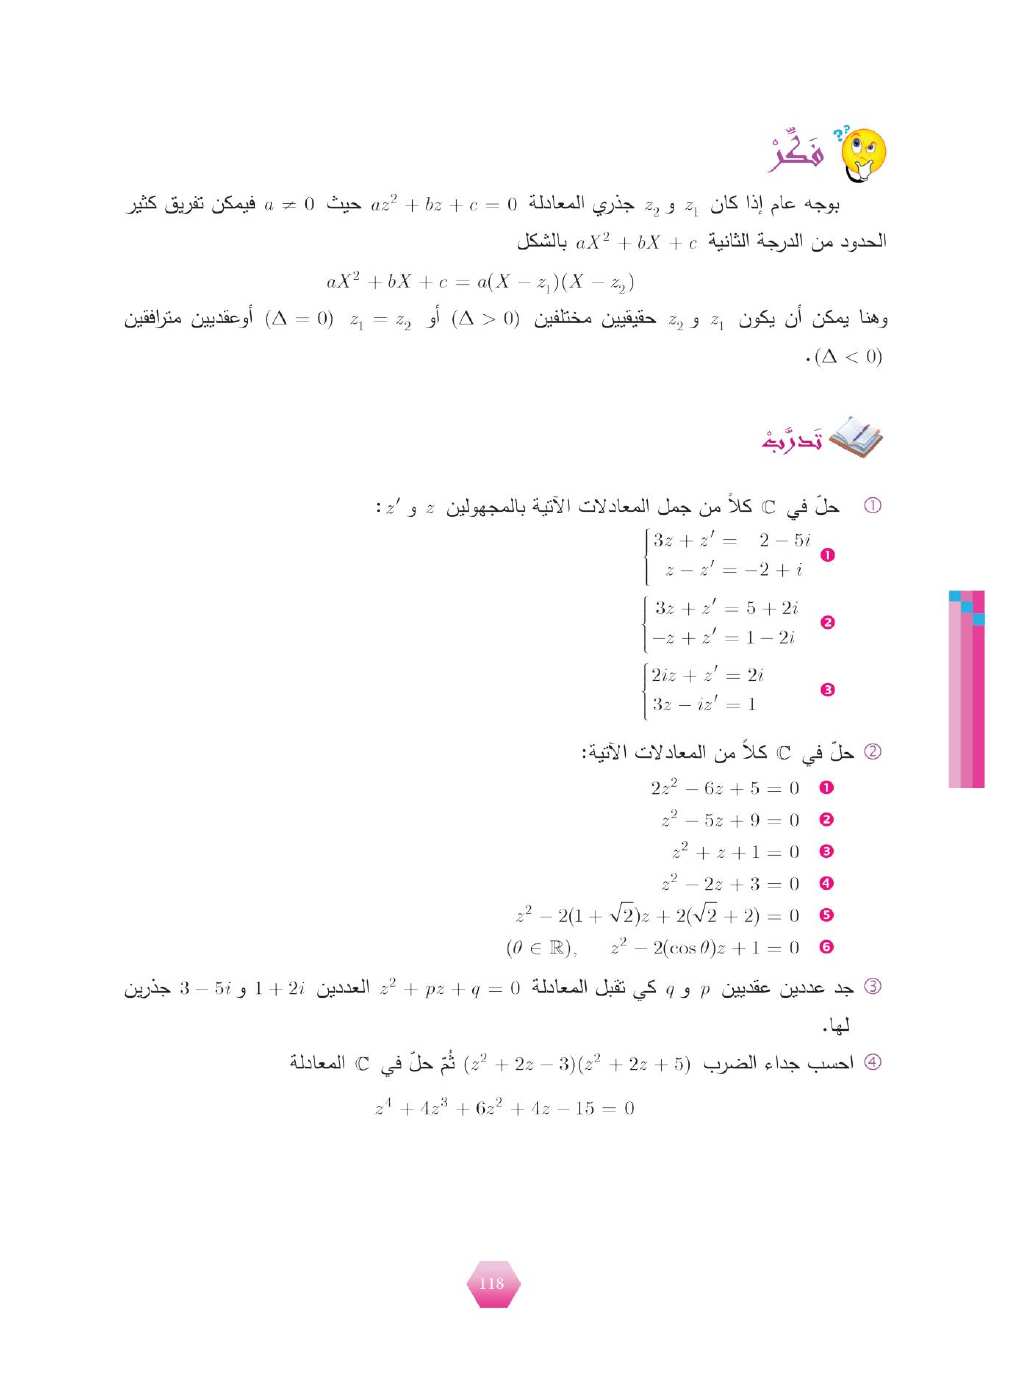 ??
فَكِّرْ
بوجه عام إذا كان z₁ و z₂ جذري المعادلة az² + bz + c = 0 حيث a ≠ 0 فيمكن تفريق كثير
الحدود من الدرجة الثانية aX² + bX + c بالشكل
aX² + bX + c = a(X − z₁)(X − z₂)
وهنا يمكن أن يكون z₁ و z₂ حقيقيين مختلفين (Δ > 0) أو z₁ = z₂ (Δ = 0) أوعقديين مترافقين
(Δ < 0).
تَدرَّبْ
① حلّ في ℂ كلاً من جمل المعادلات الآتية بالمجهولين z و z′ :
❶ 3z + z′ = 2 − 5i
z − z′ = −2 + i
❷ 3z + z′ = 5 + 2i
−z + z′ = 1 − 2i
❸ 2iz + z′ = 2i
3z − iz′ = 1
② حلّ في ℂ كلاً من المعادلات الآتية:
❶ 2z² − 6z + 5 = 0
❷ z² − 5z + 9 = 0
❸ z² + z + 1 = 0
❹ z² − 2z + 3 = 0
❺ z² − 2(1 + √2)z + 2(√2 + 2) = 0
❻ z² − 2(cos θ)z + 1 = 0 (θ ∈ ℝ),
③ جد عددين عقديين p و q كي تقبل المعادلة z² + pz + q = 0 العددين 1 + 2i و 3 − 5i جذرين
لها.
④ احسب جداء الضرب (z² + 2z − 3)(z² + 2z + 5) ثُمّ حلّ في ℂ المعادلة
z⁴ + 4z³ + 6z² + 4z − 15 = 0
118